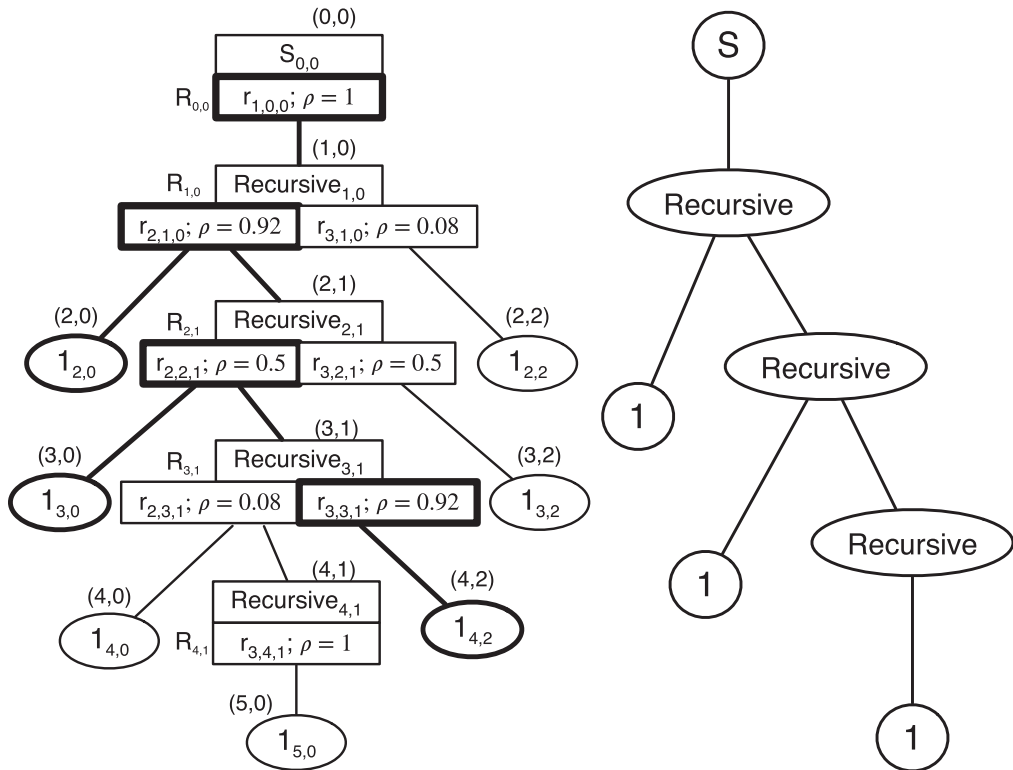 (0,0)
S0,0
R0,0
r1,0,0; ρ = 1
(1,0)
R1,0
Recursive1,0
r2,1,0; ρ = 0.92
r3,1,0; ρ = 0.08
(2,0)
(2,1)
(2,2)
R2,1
Recursive2,1
12,0
r2,2,1; ρ = 0.5
r3,2,1; ρ = 0.5
12,2
(3,0)
(3,1)
(3,2)
R3,1
Recursive3,1
13,0
r2,3,1; ρ = 0.08
r3,3,1; ρ = 0.92
13,2
(4,0)
(4,1)
(4,2)
Recursive4,1
14,0
R4,1
r3,4,1; ρ = 1
14,2
(5,0)
15,0
S
Recursive
Recursive
1
Recursive
1
1